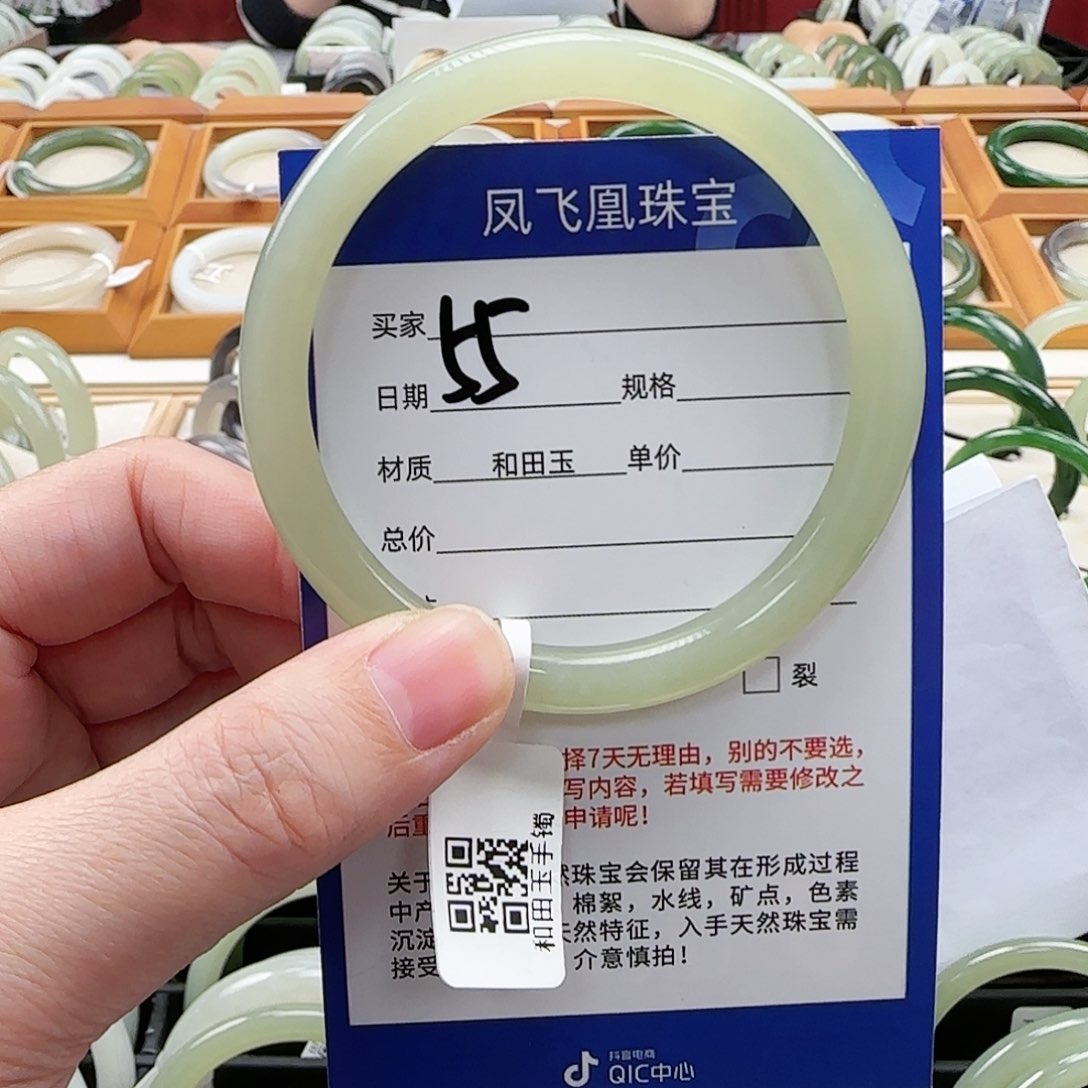 凤飞凰珠宝
买家 55
日期 规格
材质 和田玉 单价
总价
裂
择7天无理由，别的不要选，
写内容，若填写需要修改之
后重 申请呢！
关于 然珠宝会保留其在形成过程
中产 棉絮，水线，矿点，色素
沉淀 天然特征，入手天然珠宝需
接受 介意慎拍！
和田玉手镯
抖音电商
QIC中心